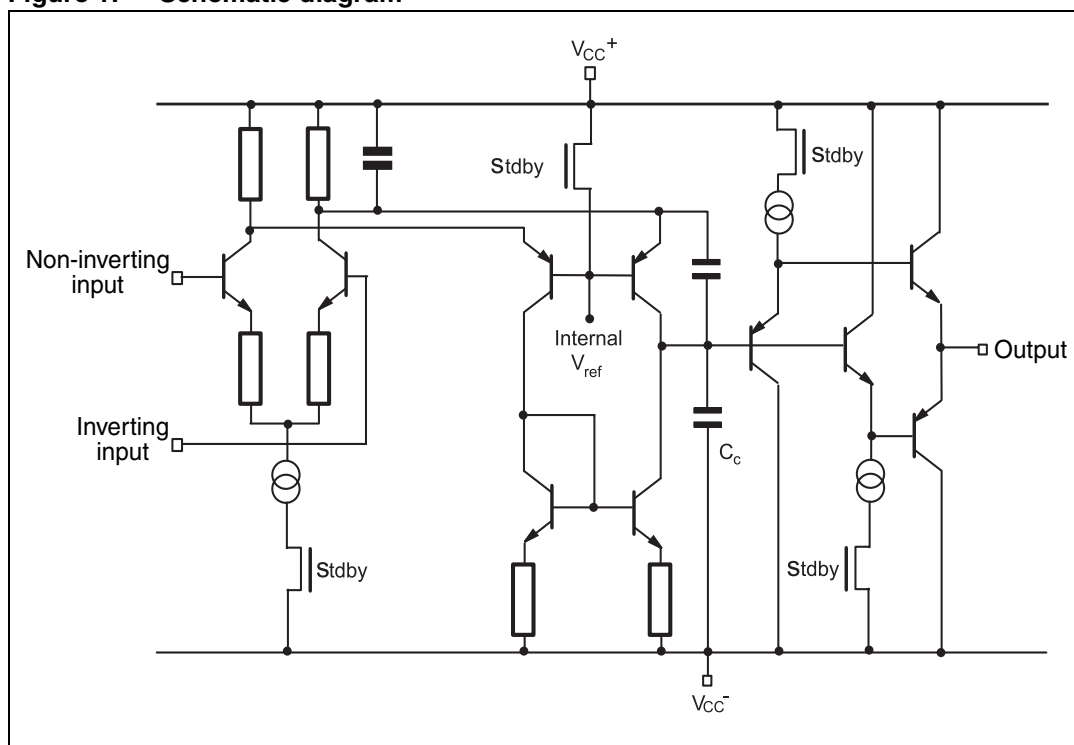 Figure 1. Schematic diagram
VCC+
Stdby
Stdby
Non-inverting
input
Internal
Vref
Output
Inverting
input
Cc
Stdby
Stdby
VCC-